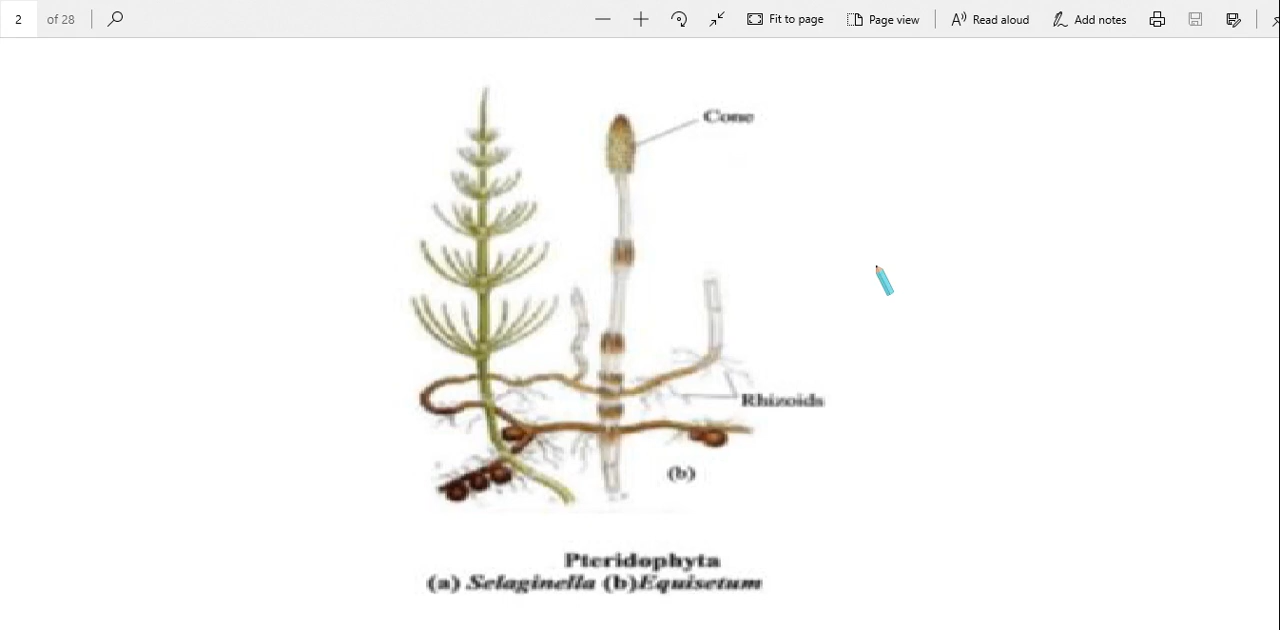 2 of 28 Fit to page Page view Read aloud Add notes
Cone
Rhizoids
(b)
Pteridophyta
(a) Selaginella (b)Equisetum